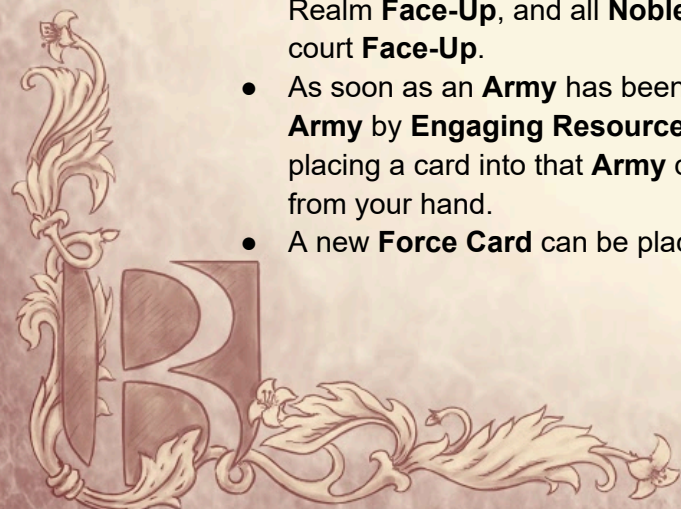 Realm Face-Up, and all Noble
court Face-Up.
● As soon as an Army has been
Army by Engaging Resource
placing a card into that Army
from your hand.
● A new Force Card can be plac